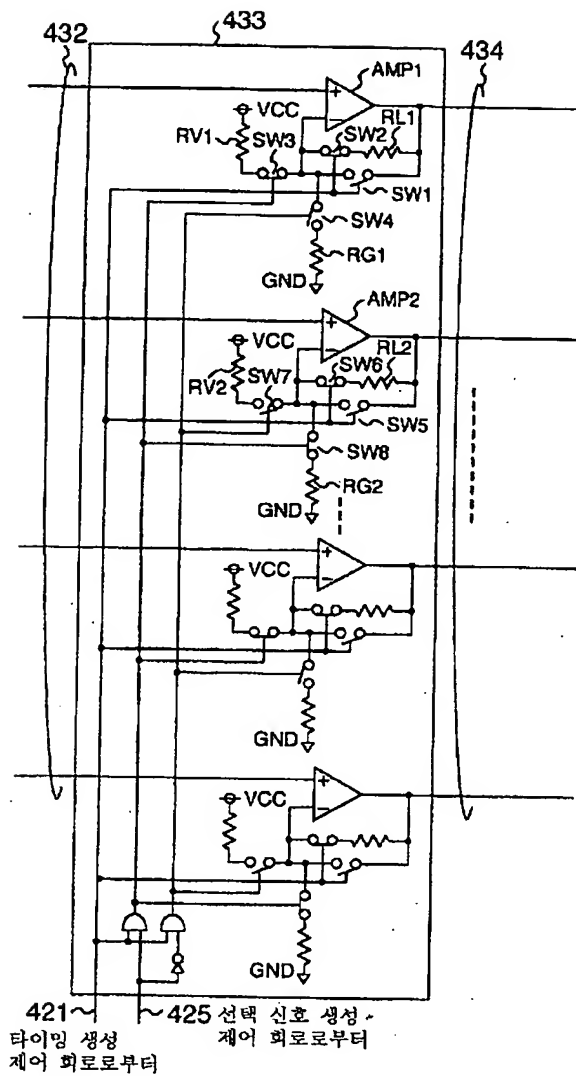 432
433
434
AMP1
VCC
RV1
SW3
SW2
RL1
SW1
SW4
RG1
GND
AMP2
VCC
RV2
SW7
SW6
RL2
SW5
SW8
RG2
GND
VCC
GND
VCC
GND
421
425
타이밍 생성
제어 회로로부터
선택 신호 생성
제어 회로로부터